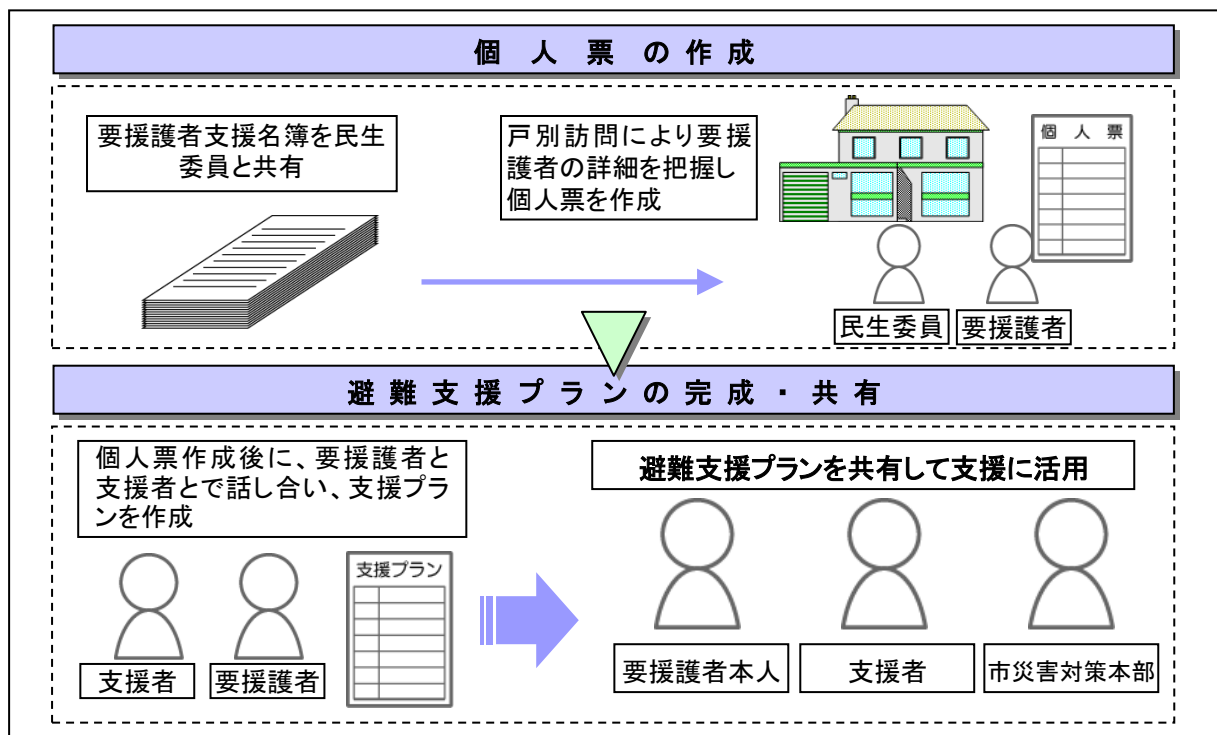 個人票の作成
要援護者支援名簿を民生
委員と共有
戸別訪問により要援
護者の詳細を把握し
個人票を作成
個人票
民生委員
要援護者
避難支援プランの完成・共有
個人票作成後に、要援護者と
支援者とで話し合い、支援プラ
ンを作成
支援プラン
支援者
要援護者
避難支援プランを共有して支援に活用
要援護者本人
支援者
市災害対策本部